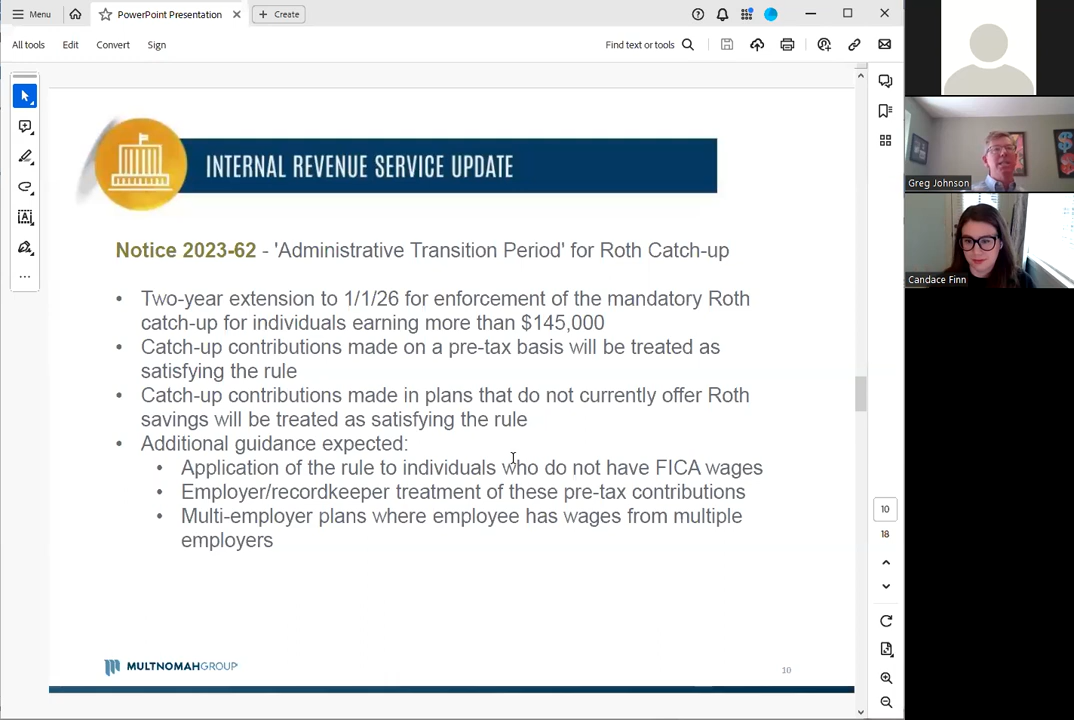 Menu
PowerPoint Presentation
Create
All tools
Edit
Convert
Sign
Find text or tools
INTERNAL REVENUE SERVICE UPDATE
Notice 2023-62 - 'Administrative Transition Period' for Roth Catch-up
• Two-year extension to 1/1/26 for enforcement of the mandatory Roth
catch-up for individuals earning more than $145,000
• Catch-up contributions made on a pre-tax basis will be treated as
satisfying the rule
• Catch-up contributions made in plans that do not currently offer Roth
savings will be treated as satisfying the rule
• Additional guidance expected:
• Application of the rule to individuals who do not have FICA wages
• Employer/recordkeeper treatment of these pre-tax contributions
• Multi-employer plans where employee has wages from multiple
employers
MULTNOMAHGROUP
10
10
18
Greg Johnson
Candace Finn